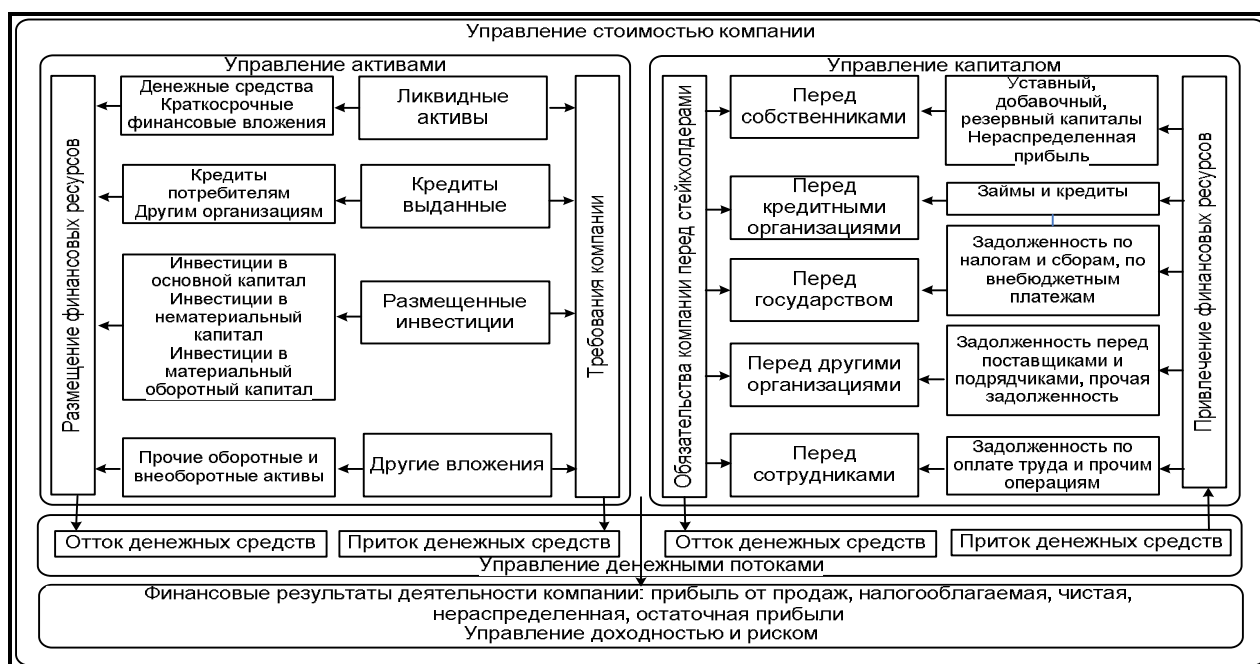 Управление стоимостью компании
Управление активами
Размещение финансовых ресурсов
Денежные средства
Краткосрочные
финансовые вложения
Ликвидные
активы
Кредиты
потребителям
Другим организациям
Кредиты
выданные
Инвестиции в
основной капитал
Инвестиции в
нематериальный
капитал
Инвестиции в
материальный
оборотный капитал
Размещенные
инвестиции
Прочие оборотные и
внеоборотные активы
Другие вложения
Требования компании
Управление капиталом
Обязательства компании перед стейкхолдерами
Перед
собственниками
Уставный,
добавочный,
резервный капиталы
Нераспределенная
прибыль
Перед
кредитными
организациями
Займы и кредиты
Перед
государством
Задолженность по
налогам и сборам, по
внебюджетным
платежам
Перед другими
организациями
Задолженность перед
поставщиками и
подрядчиками, прочая
задолженность
Перед
сотрудниками
Задолженность по
оплате труда и прочим
операциям
Привлечение финансовых ресурсов
Отток денежных средств
Приток денежных средств
Отток денежных средств
Приток денежных средств
Управление денежными потоками
Финансовые результаты деятельности компании: прибыль от продаж, налогооблагаемая, чистая,
нераспределенная, остаточная прибыли
Управление доходностью и риском